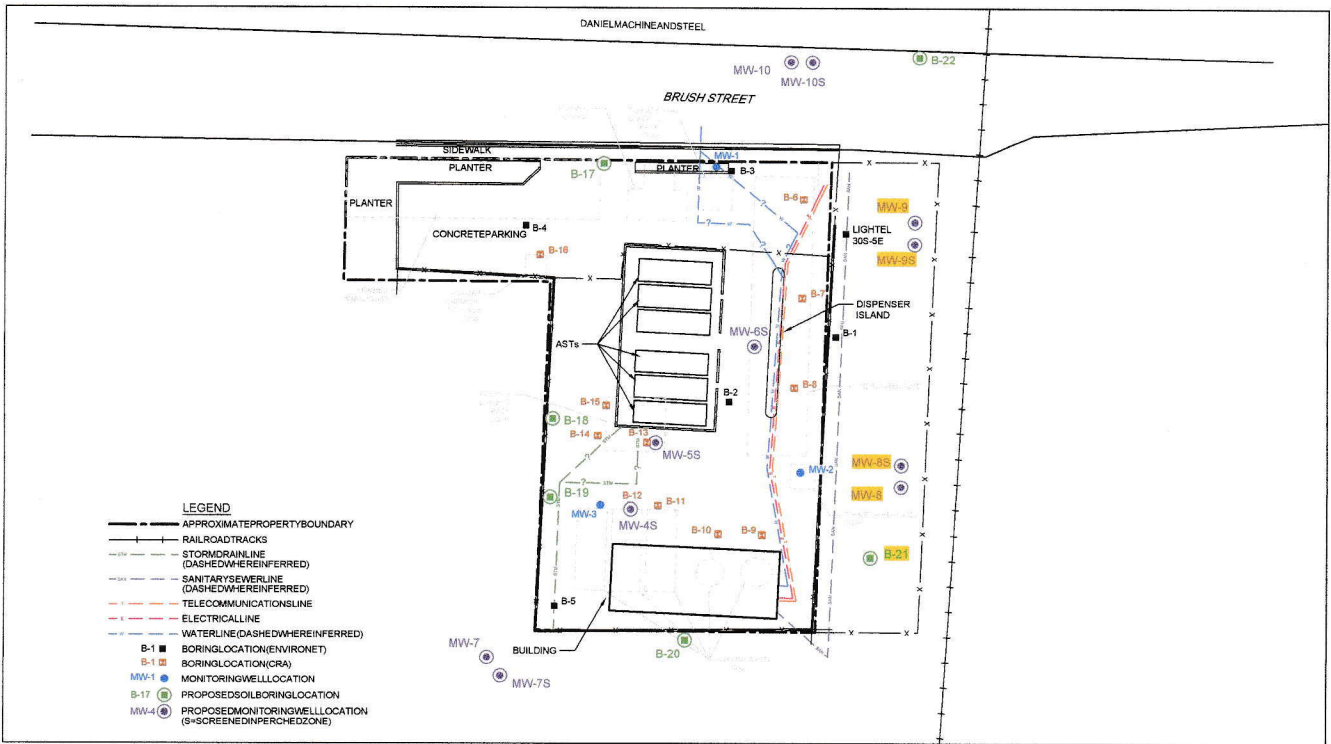 DANIELMACHINEANDSTEEL
MW-10
MW-10S
B-22
BRUSH STREET
SIDEWALK
PLANTER
B-17
PLANTER
MW-1
B-3
PLANTER
B-6
MW-9
B-4
CONCRETEPARKING
LIGHTEL
30S-5E
MW-9S
B-16
B-7
DISPENSER
ISLAND
MW-6S
B-1
ASTs
B-8
B-2
B-15
B-18
B-14
B-13
MW-5S
MW-8S
MW-2
MW-8
B-19
B-12
B-11
MW-3
MW-4S
B-10
B-9
B-21
B-5
BUILDING
B-20
MW-7
MW-7S
LEGEND
APPROXIMATEPROPERTYBOUNDARY
RAILROADTRACKS
STM STORMDRAINLINE
(DASHEDWHEREINFERRED)
SAN SANITARYSEWERLINE
(DASHEDWHEREINFERRED)
T TELECOMMUNICATIONSLINE
E ELECTRICALLINE
W WATERLINE(DASHEDWHEREINFERRED)
B-1 BORINGLOCATION(ENVIRONET)
B-1 BORINGLOCATION(CRA)
MW-1 MONITORINGWELLLOCATION
B-17 PROPOSEDSOILBORINGLOCATION
MW-4 PROPOSEDMONITORINGWELLLOCATION
(S=SCREENEDINPERCHEDZONE)